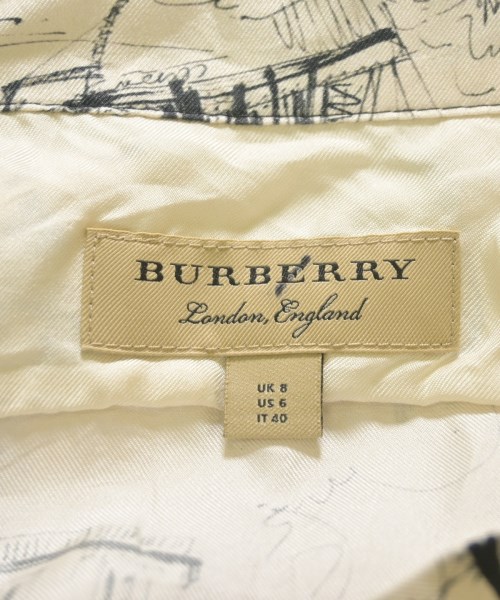 BURBERRY
London, England
UK 8
US 6
IT 40